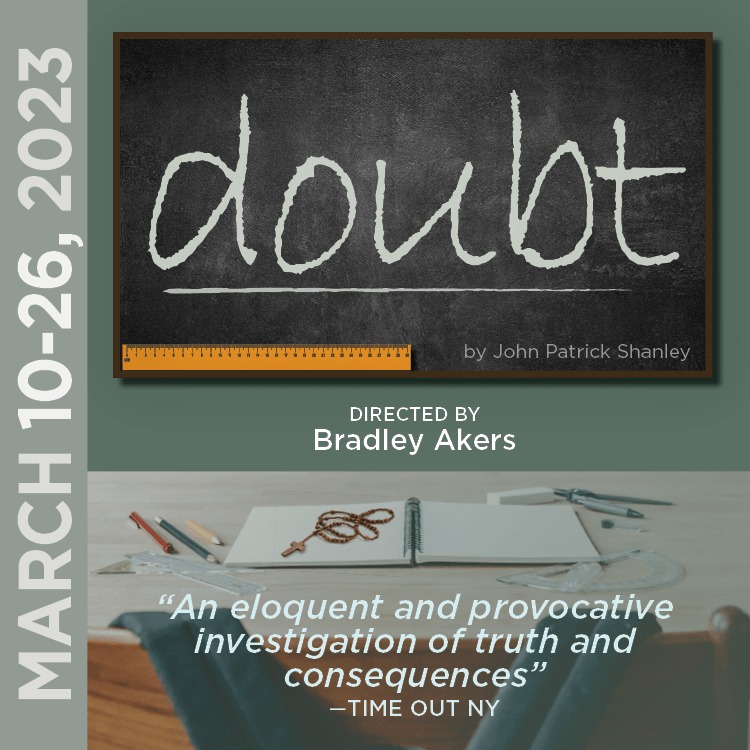 MARCH 10-26, 2023
doubt
by John Patrick Shanley
DIRECTED BY
Bradley Akers
“An eloquent and provocative
investigation of truth and
consequences”
—TIME OUT NY